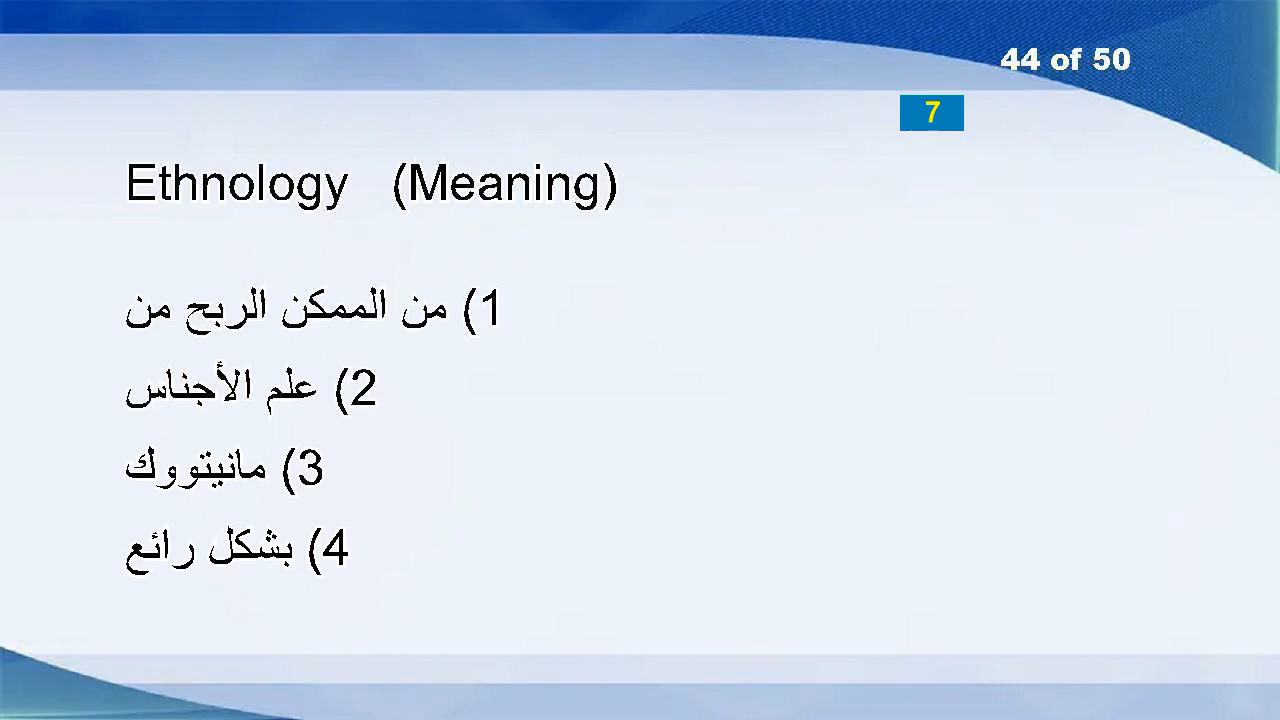 44 of 50
7
Ethnology (Meaning)
1) من الممكن الربح من
2) علم الأجناس
3) مانيتووك
4) بشكل رائع